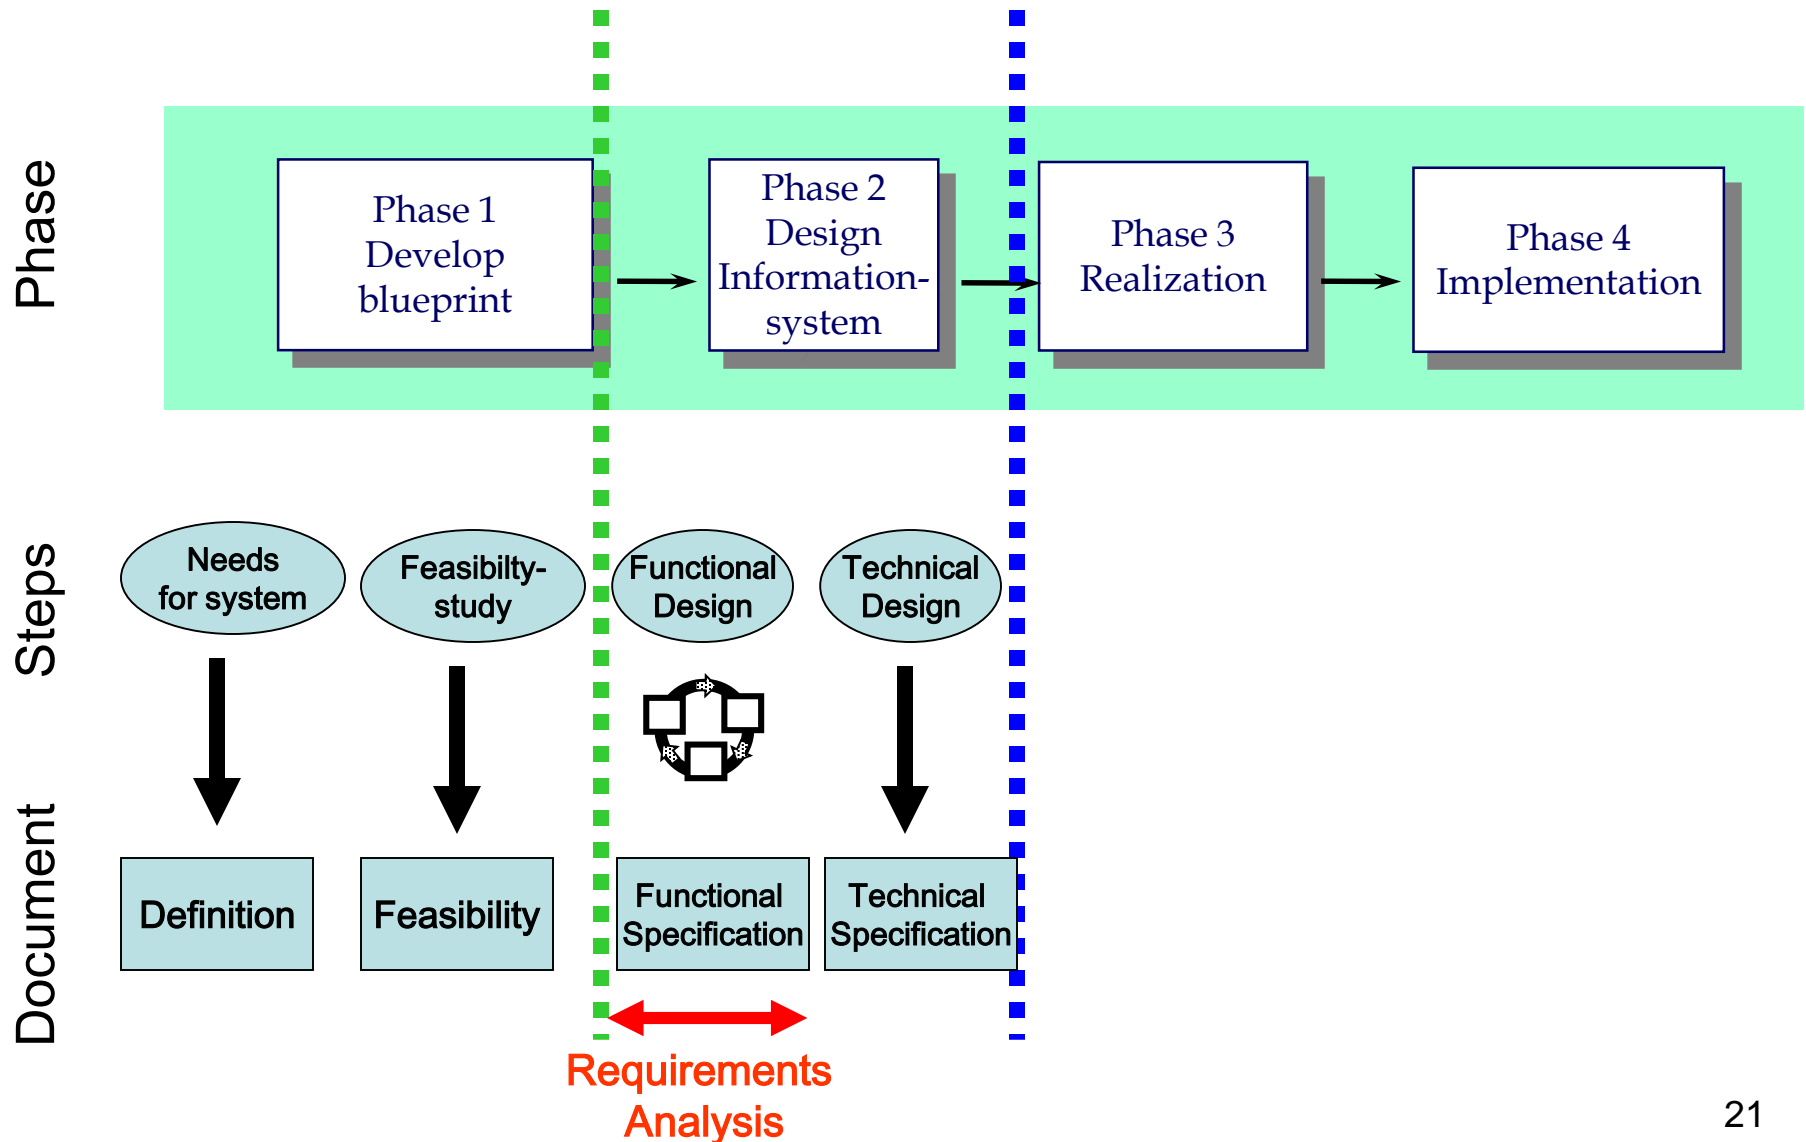 Phase
Phase 1
Develop
blueprint
Phase 2
Design
Information-
system
Phase 3
Realization
Phase 4
Implementation
Steps
Needs
for system
Feasibilty-
study
Functional
Design
Technical
Design
Document
Definition
Feasibility
Functional
Specification
Technical
Specification
Requirements
Analysis
21